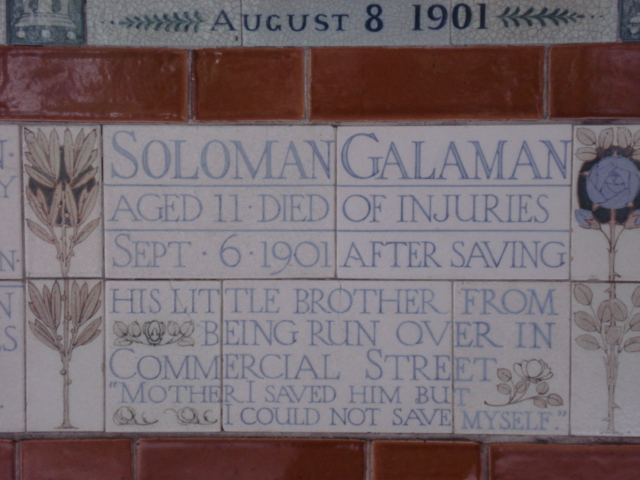 AUGUST 8 1901
SOLOMAN GALAMAN
AGED 11 · DIED OF INJURIES
SEPT · 6 · 1901 AFTER SAVING
HIS LITTLE BROTHER FROM
BEING RUN OVER IN
COMMERCIAL STREET
"MOTHER I SAVED HIM BUT
I COULD NOT SAVE MYSELF."